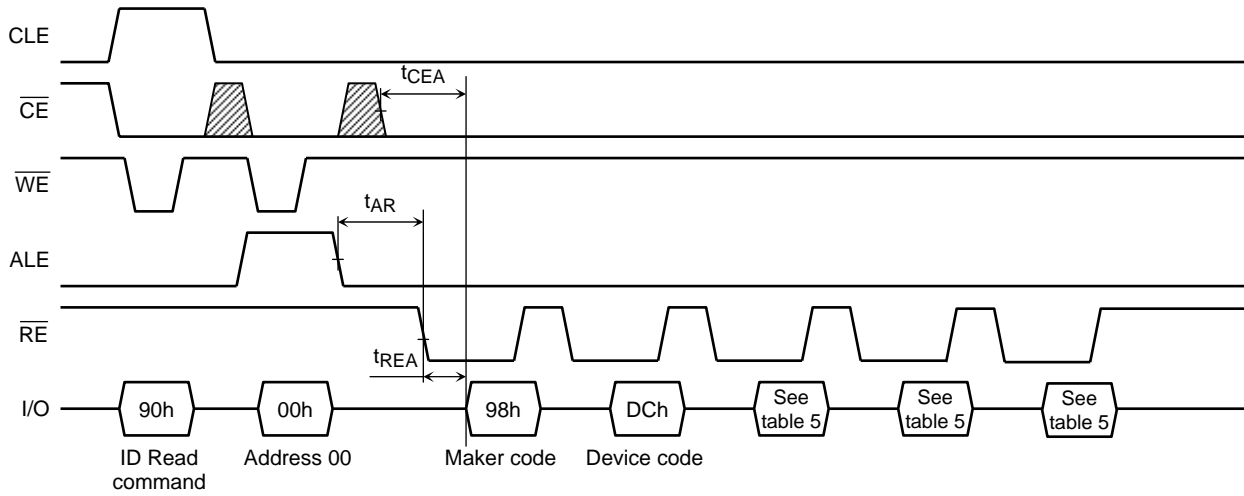 CLE
tCEA
CE
WE
tAR
ALE
RE
tREA
I/O
90h
00h
98h
DCh
See
table 5
See
table 5
See
table 5
ID Read
command
Address 00
Maker code
Device code